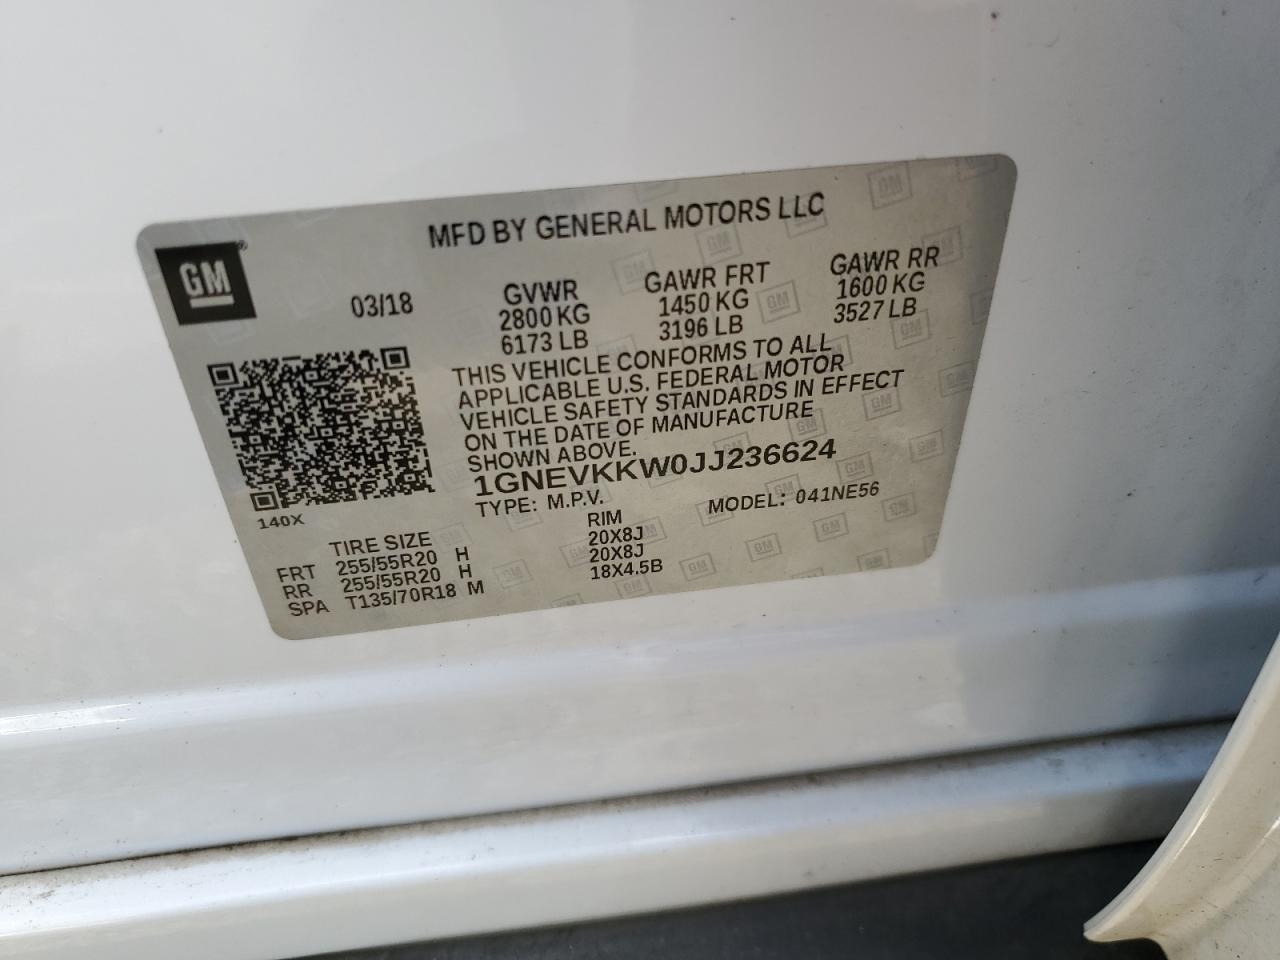 MFD BY GENERAL MOTORS LLC
GM®
03/18
GVWR
2800 KG
6173 LB
GAWR FRT
1450 KG
3196 LB
GAWR RR
1600 KG
3527 LB
THIS VEHICLE CONFORMS TO ALL
APPLICABLE U.S. FEDERAL MOTOR
VEHICLE SAFETY STANDARDS IN EFFECT
ON THE DATE OF MANUFACTURE
SHOWN ABOVE.
1GNEVKKW0JJ236624
TYPE: M.P.V. MODEL: 041NE56
140X
TIRE SIZE RIM
FRT 255/55R20 H 20X8J
RR 255/55R20 H 20X8J
SPA T135/70R18 M 18X4.5B